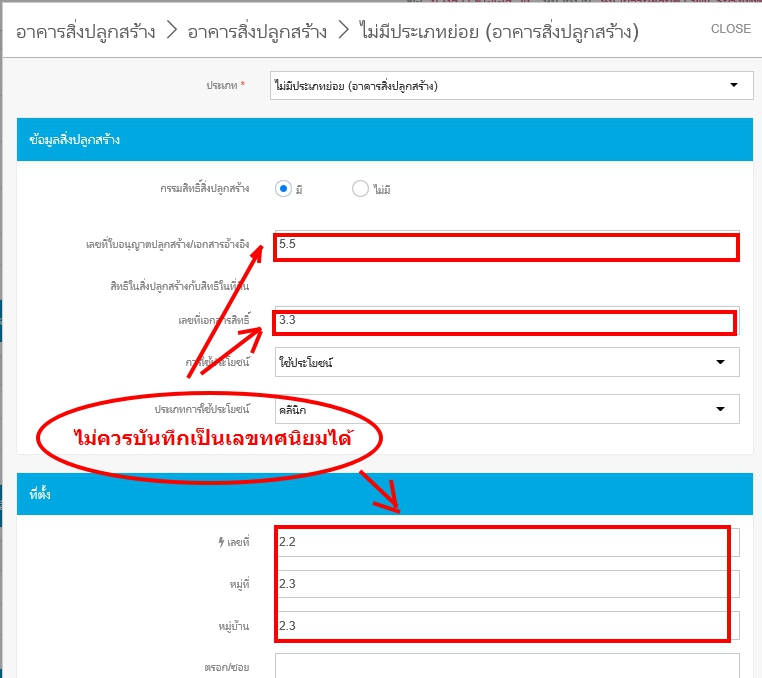 อาคารสิ่งปลูกสร้าง > อาคารสิ่งปลูกสร้าง > ไม่มีประเภทย่อย (อาคารสิ่งปลูกสร้าง) CLOSE
ประเภท * ไม่มีประเภทย่อย (อาคารสิ่งปลูกสร้าง)
ข้อมูลสิ่งปลูกสร้าง
กรรมสิทธิ์สิ่งปลูกสร้าง มี ไม่มี
เลขที่ใบอนุญาตปลูกสร้าง/เอกสารอ้างอิง 5.5
สิทธิในสิ่งปลูกสร้างกับสิทธิในที่ดิน
เลขที่เอกสารสิทธิ์ 3.3
การใช้ประโยชน์ ใช้ประโยชน์
ประเภทการใช้ประโยชน์ คลีนิก
ไม่ควรบันทึกเป็นเลขทศนิยมได้
ที่ตั้ง
เลขที่ 2.2
หมู่ที่ 2.3
หมู่บ้าน 2.3
ตรอก/ซอย